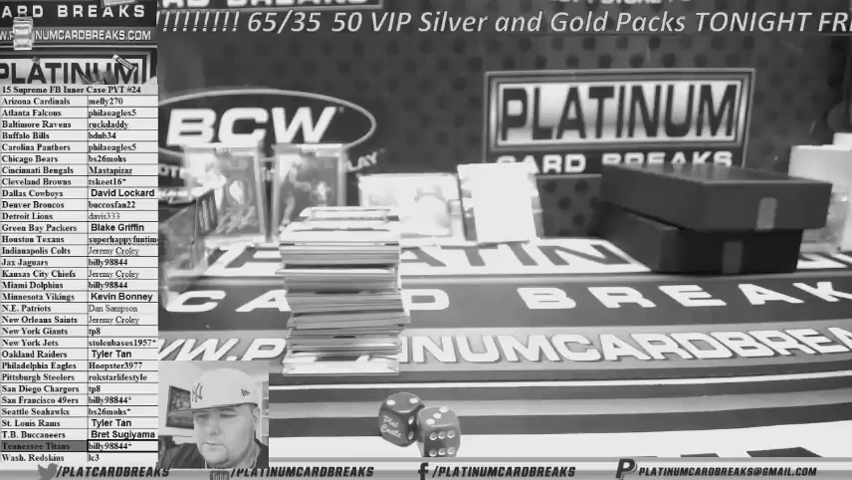 !!!!!!!!! 65/35 50 VIP Silver and Gold Packs TONIGHT FR
CARD BREAKS
PLATINUMCARDBREAKS.COM
PLATINUM
15 Supreme FB Inner Case PYT #24
Arizona Cardinals melly270
Atlanta Falcons philaeagles5
Baltimore Ravens ruckdaddy
Buffalo Bills bdub34
Carolina Panthers philaeagles5
Chicago Bears bs26mohs
Cincinnati Bengals Mastapizaz
Cleveland Browns tskeet16*
Dallas Cowboys David Lockard
Denver Broncos buccosfan22
Detroit Lions davis333
Green Bay Packers Blake Griffin
Houston Texans superhappyfuntim
Indianapolis Colts Jeremy Croley
Jax Jaguars billy98844
Kansas City Chiefs Jeremy Croley
Miami Dolphins billy98844
Minnesota Vikings Kevin Bonney
N.E. Patriots Dan Sampson
New Orleans Saints Jeremy Croley
New York Giants tp8
New York Jets stolenbases1957*
Oakland Raiders Tyler Tan
Philadelphia Eagles Hoopster3977
Pittsburgh Steelers rokstarlifestyle
San Diego Chargers tp8
San Francisco 49ers billy98844*
Seattle Seahawks bs26mohs*
St. Louis Rams Tyler Tan
T.B. Buccaneers Bret Sugiyama
Tennessee Titans billy98844*
Wash. Redskins lc3
BCW
PLATINUM
CARD BREAKS
PLATINUM
CARD BREAK
WWW.PLATINUMCARDBREA
/PLATCARDBREAKS
/PLATINUMCARDBREAKS
/PLATINUMCARDBREAKS
PLATINUMCARDBREAKS@GMAIL.COM